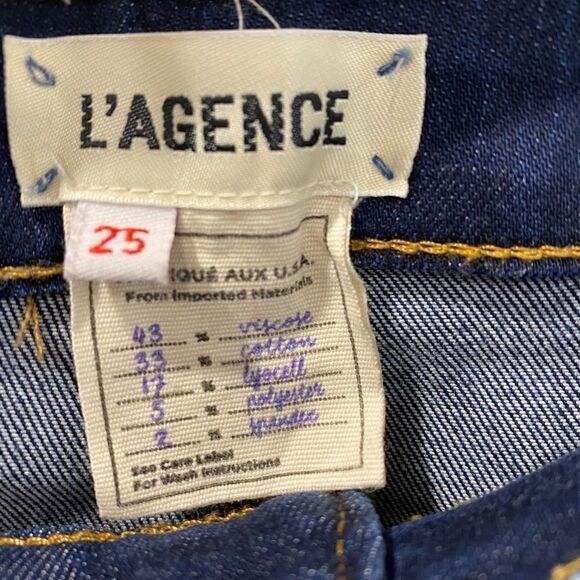 L'AGENCE
25
AUX U.S.A.
From Imported Materials
43 % viscose
33 % cotton
17 % lyocell
5 % polyester
2 % spandex
See Care Label
For Wash Instructions